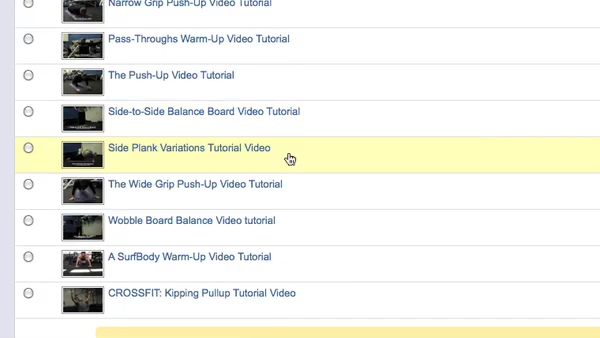 Narrow Grip Push-Up Video Tutorial
Pass-Throughs Warm-Up Video Tutorial
The Push-Up Video Tutorial
Side-to-Side Balance Board Video Tutorial
Side Plank Variations Tutorial Video
The Wide Grip Push-Up Video Tutorial
Wobble Board Balance Video tutorial
A SurfBody Warm-Up Video Tutorial
CROSSFIT: Kipping Pullup Tutorial Video